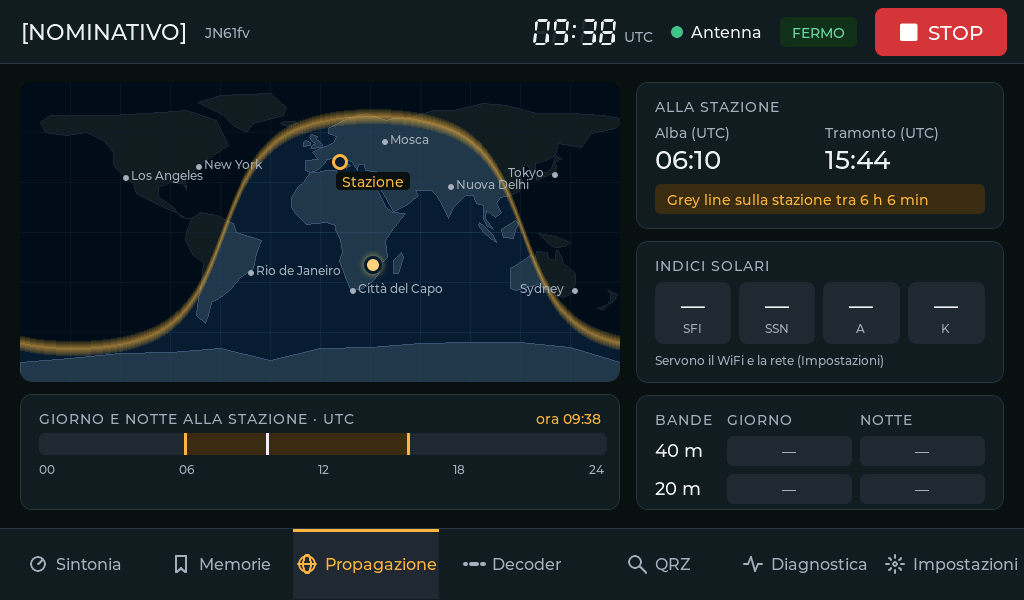 [NOMINATIVO] JN61fv 09:38 UTC Antenna FERMO STOP
Mosca
New York
Los Angeles
Tokyo
Stazione
Nuova Delhi
Rio de Janeiro
Città del Capo
Sydney
ALLA STAZIONE
Alba (UTC) Tramonto (UTC)
06:10 15:44
Grey line sulla stazione tra 6 h 6 min
INDICI SOLARI
— — — —
SFI SSN A K
Servono il WiFi e la rete (Impostazioni)
GIORNO E NOTTE ALLA STAZIONE · UTC ora 09:38
00 06 12 18 24
BANDE GIORNO NOTTE
40 m — —
20 m — —
Sintonia Memorie Propagazione Decoder QRZ Diagnostica Impostazioni